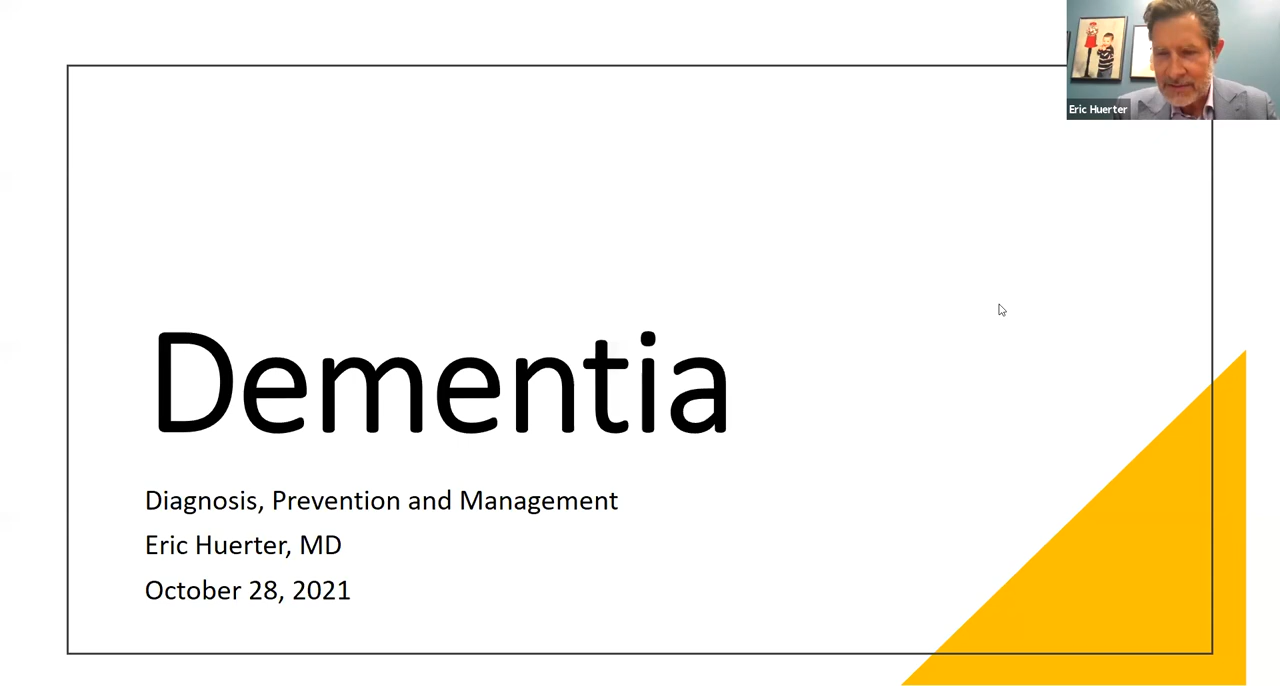 Eric Huerter
Dementia
Diagnosis, Prevention and Management
Eric Huerter, MD
October 28, 2021